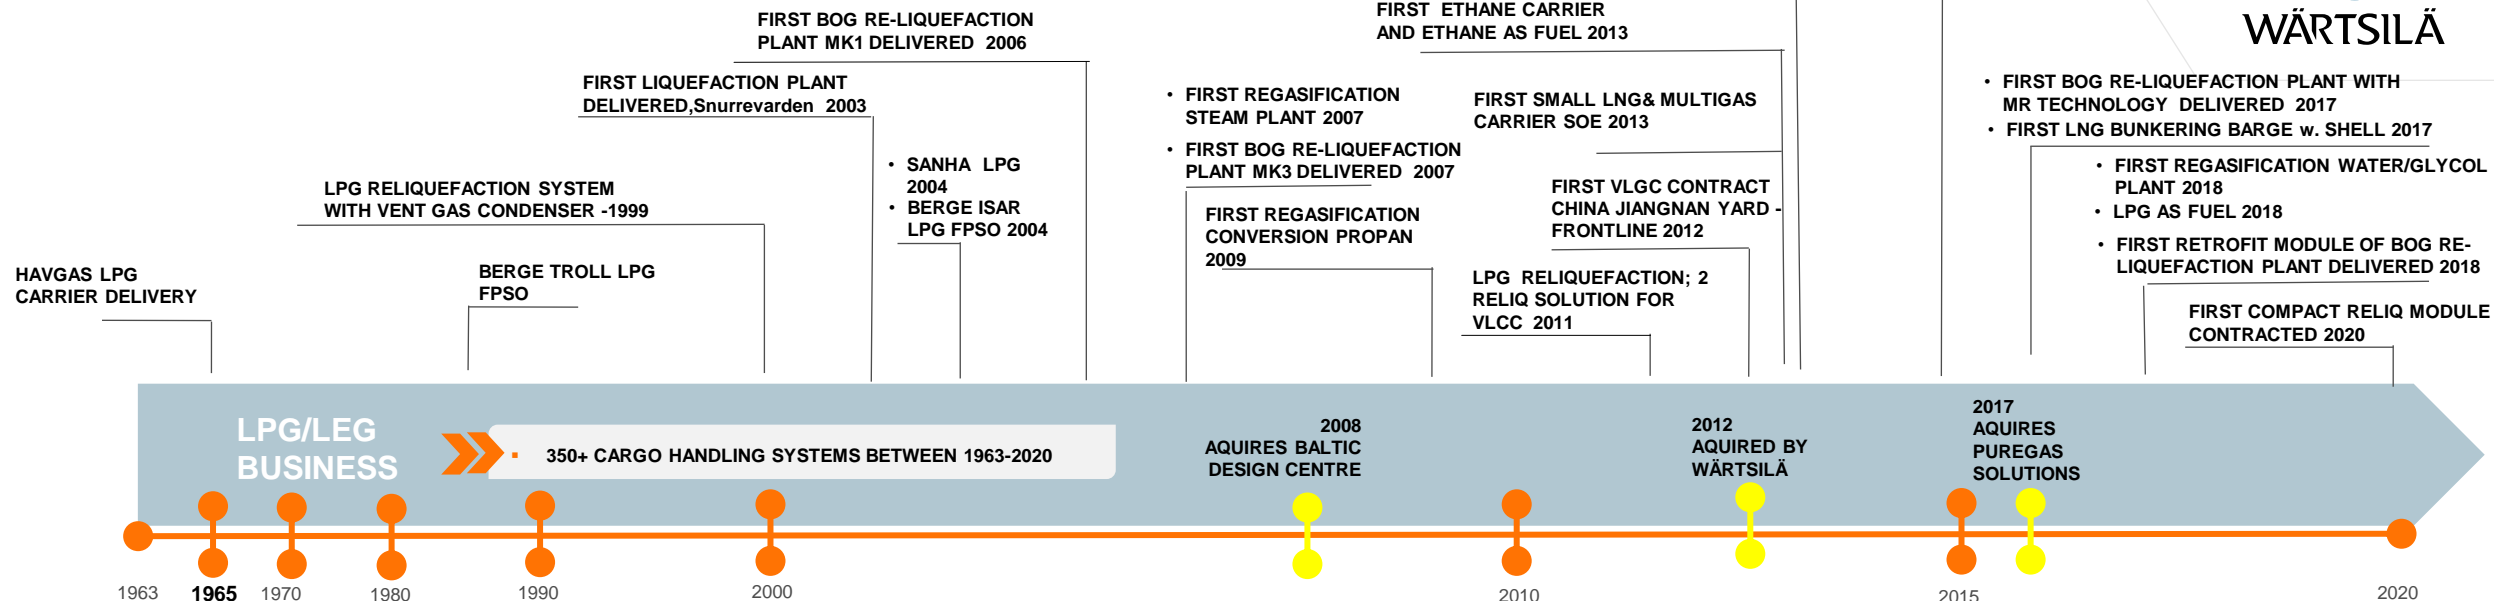 FIRST BOG RE-LIQUEFACTION
PLANT MK1 DELIVERED 2006
FIRST ETHANE CARRIER
AND ETHANE AS FUEL 2013
WÄRTSILÄ
FIRST LIQUEFACTION PLANT
DELIVERED,Snurrevarden 2003
• FIRST REGASIFICATION
STEAM PLANT 2007
• FIRST BOG RE-LIQUEFACTION
PLANT MK3 DELIVERED 2007
FIRST SMALL LNG& MULTIGAS
CARRIER SOE 2013
• FIRST BOG RE-LIQUEFACTION PLANT WITH
MR TECHNOLOGY DELIVERED 2017
• FIRST LNG BUNKERING BARGE w. SHELL 2017
LPG RELIQUEFACTION SYSTEM
WITH VENT GAS CONDENSER -1999
• SANHA LPG
2004
• BERGE ISAR
LPG FPSO 2004
FIRST REGASIFICATION
CONVERSION PROPAN
2009
FIRST VLGC CONTRACT
CHINA JIANGNAN YARD -
FRONTLINE 2012
• FIRST REGASIFICATION WATER/GLYCOL
PLANT 2018
• LPG AS FUEL 2018
• FIRST RETROFIT MODULE OF BOG RE-
LIQUEFACTION PLANT DELIVERED 2018
HAVGAS LPG
CARRIER DELIVERY
BERGE TROLL LPG
FPSO
LPG RELIQUEFACTION; 2
RELIQ SOLUTION FOR
VLCC 2011
FIRST COMPACT RELIQ MODULE
CONTRACTED 2020
LPG/LEG
BUSINESS
350+ CARGO HANDLING SYSTEMS BETWEEN 1963-2020
2008
AQUIRES BALTIC
DESIGN CENTRE
2012
AQUIRED BY
WÄRTSILÄ
2017
AQUIRES
PUREGAS
SOLUTIONS
1963
1965
1970
1980
1990
2000
2010
2015
2020